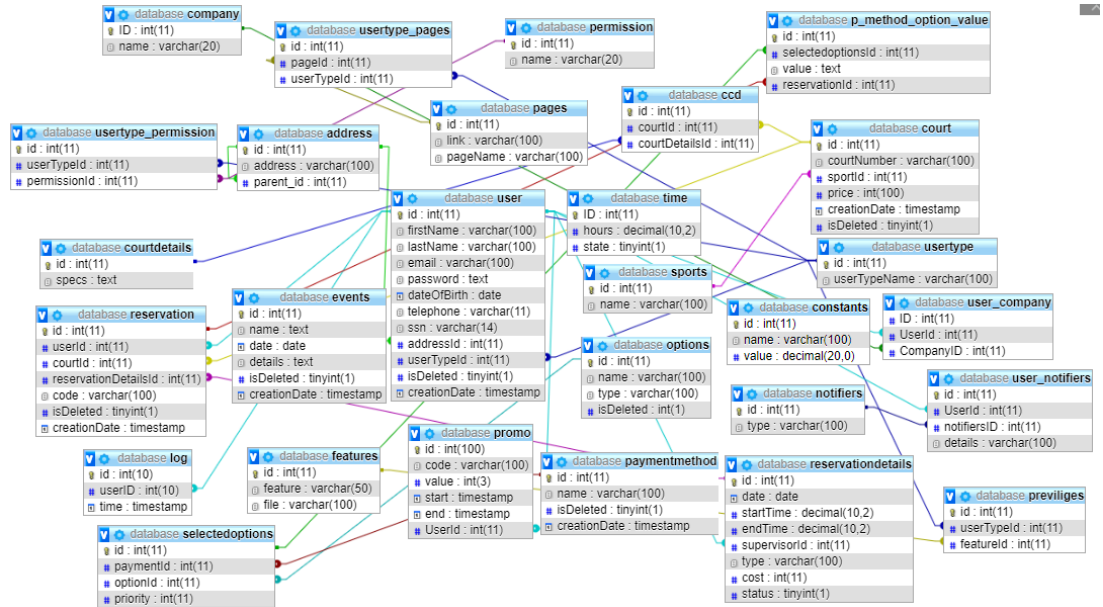 database company
ID : int(11)
name : varchar(20)
database usertype_pages
id : int(11)
pageId : int(11)
userTypeId : int(11)
database permission
id : int(11)
name : varchar(20)
database p_method_option_value
id : int(11)
selectedoptionsId : int(11)
value : text
reservationId : int(11)
database usertype_permission
id : int(11)
userTypeId : int(11)
permissionId : int(11)
database address
id : int(11)
address : varchar(100)
parent_id : int(11)
database pages
id : int(11)
link : varchar(100)
pageName : varchar(100)
database ccd
id : int(11)
courtId : int(11)
courtDetailsId : int(11)
database court
id : int(11)
courtNumber : varchar(100)
sportId : int(11)
price : int(100)
creationDate : timestamp
isDeleted : tinyint(1)
database user
id : int(11)
firstName : varchar(100)
lastName : varchar(100)
email : varchar(100)
password : text
dateOfBirth : date
telephone : varchar(11)
ssn : varchar(14)
addressId : int(11)
userTypeId : int(11)
isDeleted : tinyint(1)
creationDate : timestamp
database time
ID : int(11)
hours : decimal(10,2)
state : tinyint(1)
database courtdetails
id : int(11)
specs : text
database usertype
id : int(11)
userTypeName : varchar(100)
database sports
id : int(11)
name : varchar(100)
database reservation
id : int(11)
userId : int(11)
courtId : int(11)
reservationDetailsId : int(11)
code : varchar(100)
isDeleted : tinyint(1)
creationDate : timestamp
database events
id : int(11)
name : text
date : date
details : text
isDeleted : tinyint(1)
creationDate : timestamp
database constants
id : int(11)
name : varchar(100)
value : decimal(20,0)
database user_company
ID : int(11)
UserId : int(11)
CompanyID : int(11)
database options
id : int(11)
name : varchar(100)
type : varchar(100)
isDeleted : int(1)
database notifiers
id : int(11)
type : varchar(100)
database user_notifiers
id : int(11)
UserId : int(11)
notifiersID : int(11)
details : varchar(100)
database log
id : int(10)
userID : int(10)
time : timestamp
database features
id : int(11)
feature : varchar(50)
file : varchar(100)
database promo
id : int(100)
code : varchar(100)
value : int(3)
start : timestamp
end : timestamp
UserId : int(11)
database paymentmethod
id : int(11)
name : varchar(100)
isDeleted : tinyint(1)
creationDate : timestamp
database reservationdetails
id : int(11)
date : date
startTime : decimal(10,2)
endTime : decimal(10,2)
supervisorId : int(11)
type : varchar(100)
cost : int(11)
status : tinyint(1)
database previliges
id : int(11)
userTypeId : int(11)
featureId : int(11)
database selectedoptions
id : int(11)
paymentId : int(11)
optionId : int(11)
priority : int(11)